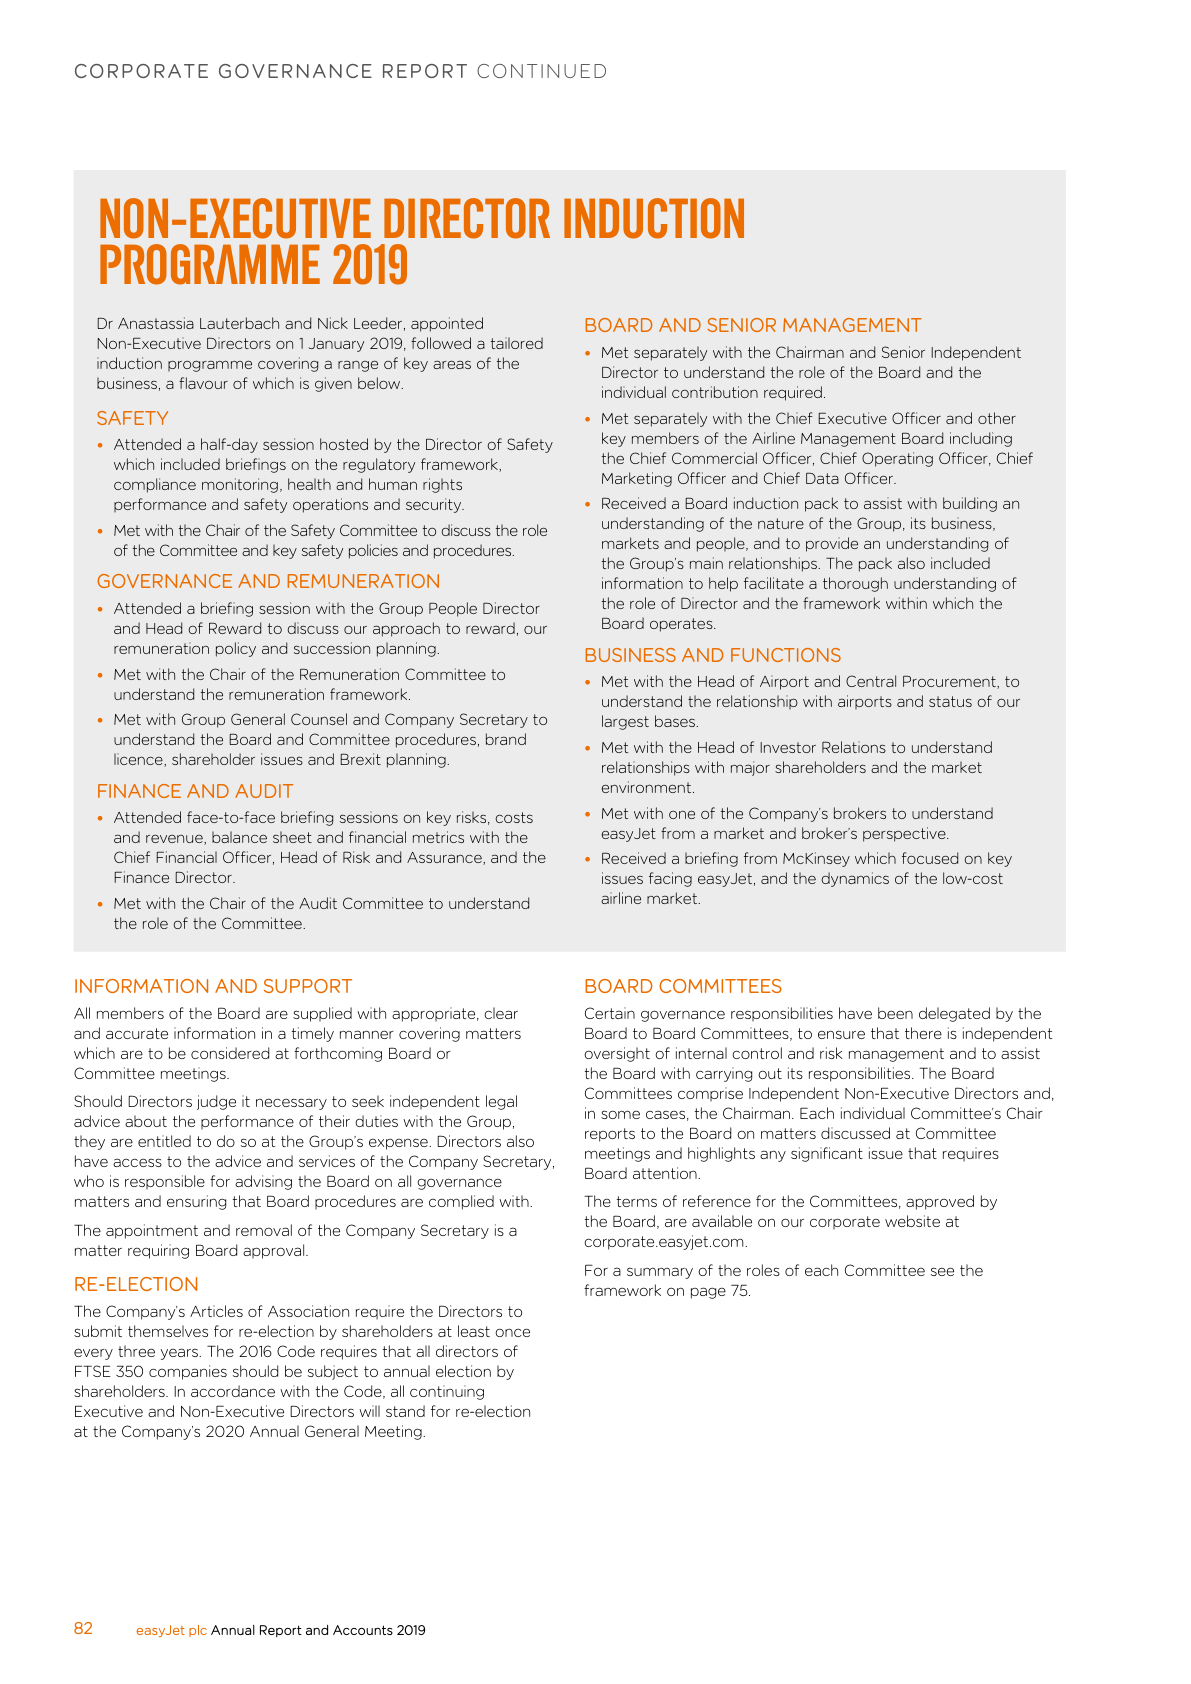 CORPORATE GOVERNANCE REPORT CONTINUED
NON-EXECUTIVE DIRECTOR INDUCTION
PROGRAMME 2019
Dr Anastassia Lauterbach and Nick Leeder, appointed
Non-Executive Directors on 1 January 2019, followed a tailored
induction programme covering a range of key areas of the
business, a flavour of which is given below.
SAFETY
• Attended a half-day session hosted by the Director of Safety
which included briefings on the regulatory framework,
compliance monitoring, health and human rights
performance and safety operations and security.
• Met with the Chair of the Safety Committee to discuss the role
of the Committee and key safety policies and procedures.
GOVERNANCE AND REMUNERATION
• Attended a briefing session with the Group People Director
and Head of Reward to discuss our approach to reward, our
remuneration policy and succession planning.
• Met with the Chair of the Remuneration Committee to
understand the remuneration framework.
• Met with Group General Counsel and Company Secretary to
understand the Board and Committee procedures, brand
licence, shareholder issues and Brexit planning.
FINANCE AND AUDIT
• Attended face-to-face briefing sessions on key risks, costs
and revenue, balance sheet and financial metrics with the
Chief Financial Officer, Head of Risk and Assurance, and the
Finance Director.
• Met with the Chair of the Audit Committee to understand
the role of the Committee.
BOARD AND SENIOR MANAGEMENT
• Met separately with the Chairman and Senior Independent
Director to understand the role of the Board and the
individual contribution required.
• Met separately with the Chief Executive Officer and other
key members of the Airline Management Board including
the Chief Commercial Officer, Chief Operating Officer, Chief
Marketing Officer and Chief Data Officer.
• Received a Board induction pack to assist with building an
understanding of the nature of the Group, its business,
markets and people, and to provide an understanding of
the Group's main relationships. The pack also included
information to help facilitate a thorough understanding of
the role of Director and the framework within which the
Board operates.
BUSINESS AND FUNCTIONS
• Met with the Head of Airport and Central Procurement, to
understand the relationship with airports and status of our
largest bases.
• Met with the Head of Investor Relations to understand
relationships with major shareholders and the market
environment.
• Met with one of the Company's brokers to understand
easyJet from a market and broker's perspective.
• Received a briefing from McKinsey which focused on key
issues facing easyJet, and the dynamics of the low-cost
airline market.
INFORMATION AND SUPPORT
All members of the Board are supplied with appropriate, clear
and accurate information in a timely manner covering matters
which are to be considered at forthcoming Board or
Committee meetings.
Should Directors judge it necessary to seek independent legal
advice about the performance of their duties with the Group,
they are entitled to do so at the Group's expense. Directors also
have access to the advice and services of the Company Secretary,
who is responsible for advising the Board on all governance
matters and ensuring that Board procedures are complied with.
The appointment and removal of the Company Secretary is a
matter requiring Board approval.
RE-ELECTION
The Company's Articles of Association require the Directors to
submit themselves for re-election by shareholders at least once
every three years. The 2016 Code requires that all directors of
FTSE 350 companies should be subject to annual election by
shareholders. In accordance with the Code, all continuing
Executive and Non-Executive Directors will stand for re-election
at the Company's 2020 Annual General Meeting.
BOARD COMMITTEES
Certain governance responsibilities have been delegated by the
Board to Board Committees, to ensure that there is independent
oversight of internal control and risk management and to assist
the Board with carrying out its responsibilities. The Board
Committees comprise Independent Non-Executive Directors and,
in some cases, the Chairman. Each individual Committee's Chair
reports to the Board on matters discussed at Committee
meetings and highlights any significant issue that requires
Board attention.
The terms of reference for the Committees, approved by
the Board, are available on our corporate website at
corporate.easyjet.com.
For a summary of the roles of each Committee see the
framework on page 75.
82 easyJet plc Annual Report and Accounts 2019